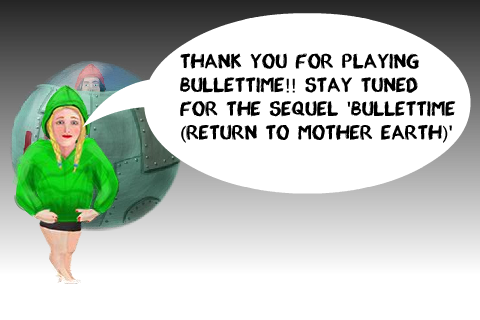 THANK YOU FOR PLAYING
BULLETTIME!! STAY TUNED
FOR THE SEQUEL 'BULLETTIME
(RETURN TO MOTHER EARTH)'